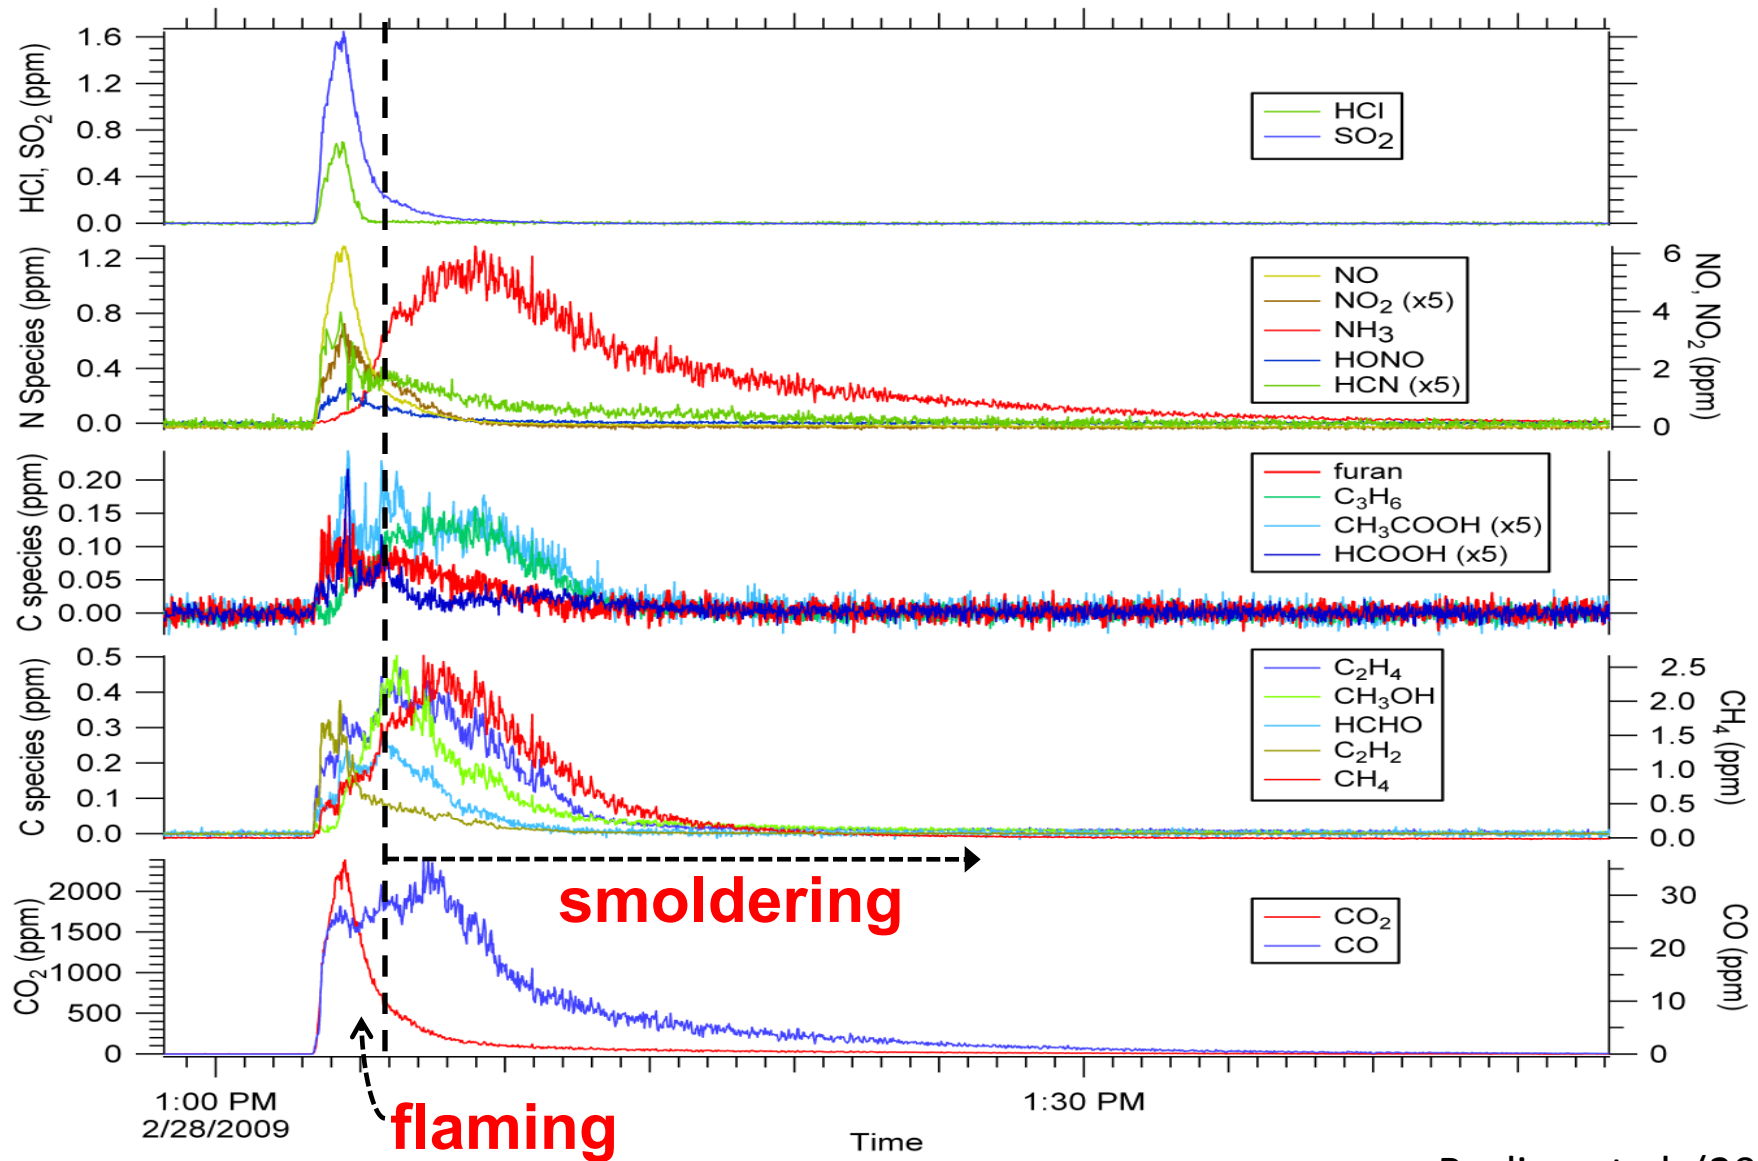 HCl, SO2 (ppm)
1.6
1.2
0.8
0.4
0.0
HCl
SO2
N Species (ppm)
1.2
0.8
0.4
0.0
NO
NO2 (x5)
NH3
HONO
HCN (x5)
6
4
2
0
NO, NO2 (ppm)
C species (ppm)
0.20
0.15
0.10
0.05
0.00
furan
C3H6
CH3COOH (x5)
HCOOH (x5)
C species (ppm)
0.5
0.4
0.3
0.2
0.1
0.0
C2H4
CH3OH
HCHO
C2H2
CH4
2.5
2.0
1.5
1.0
0.5
0.0
CH4 (ppm)
smoldering
CO2 (ppm)
2000
1500
1000
500
0
CO2
CO
30
20
10
0
CO (ppm)
1:00 PM
2/28/2009
flaming
1:30 PM
Time